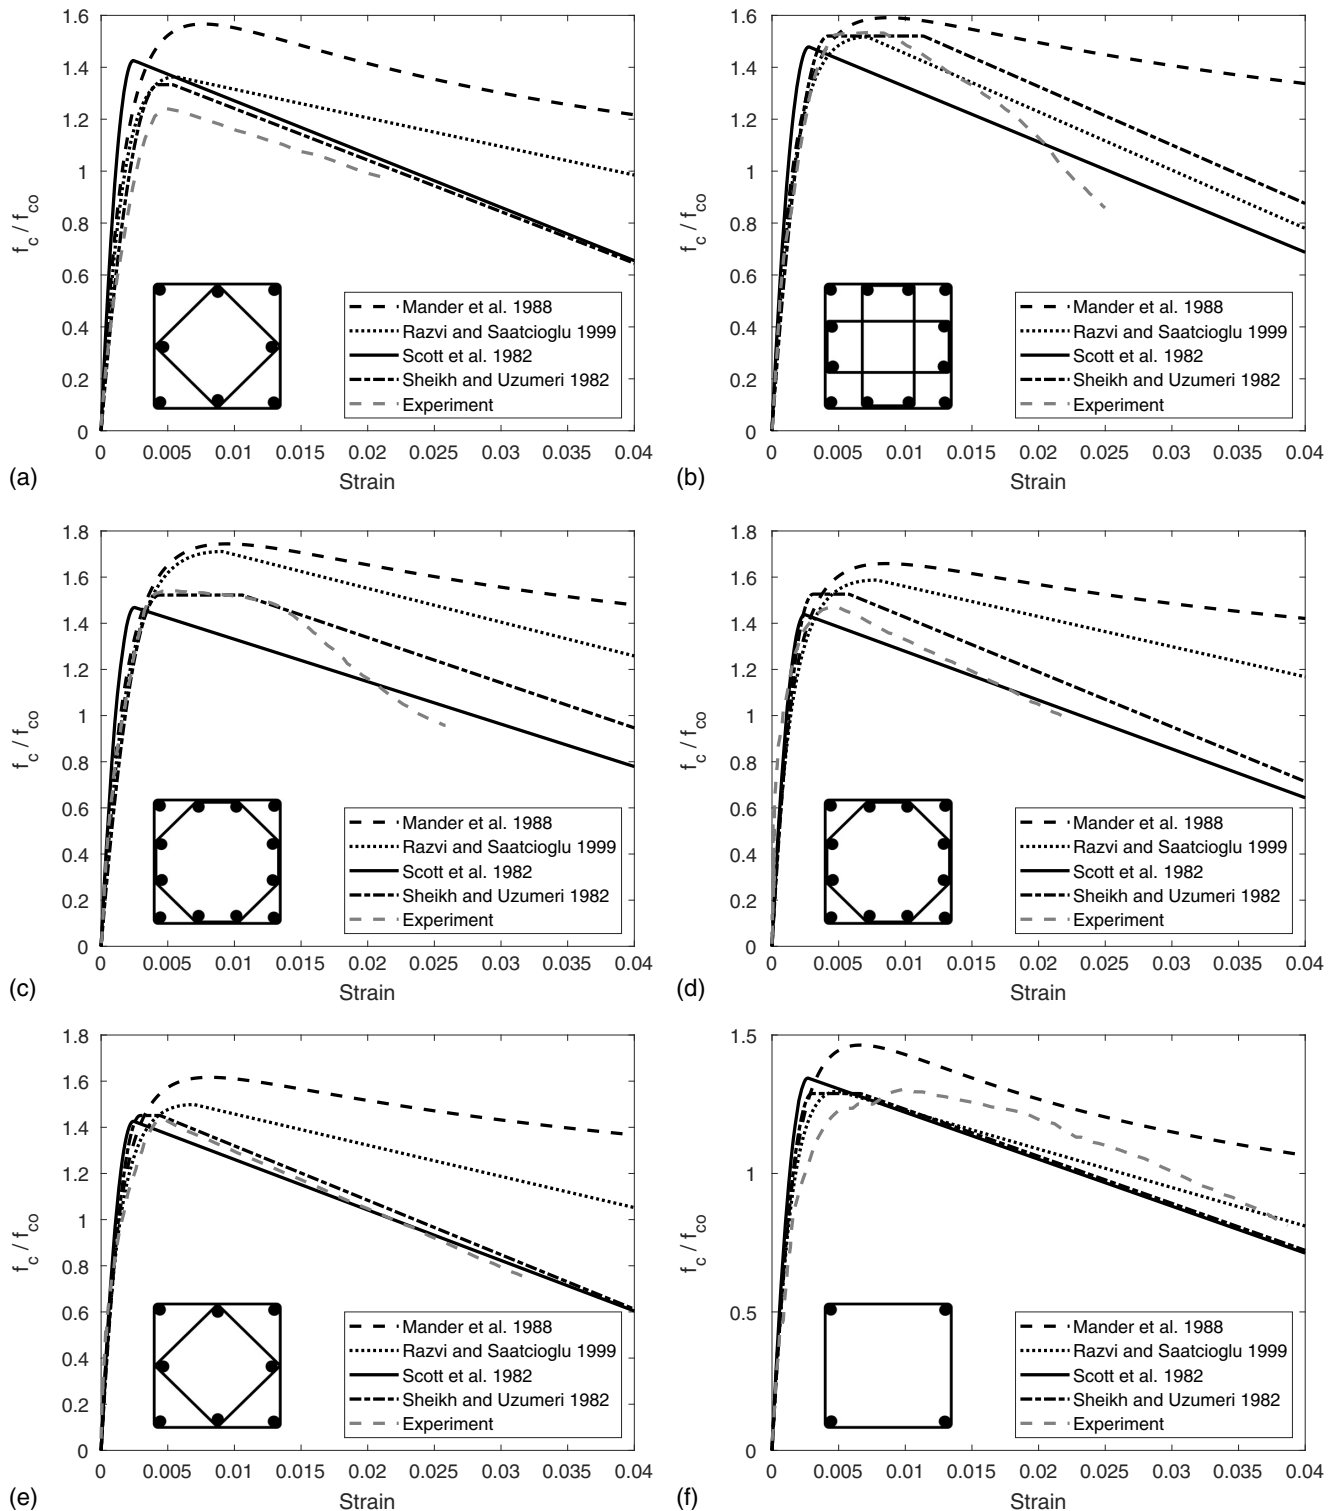 1.6
1.4
1.2
1
0.8
0.6
0.4
0.2
0
f_c / f_co
0 0.005 0.01 0.015 0.02 0.025 0.03 0.035 0.04
Strain
Mander et al. 1988
Razvi and Saatcioglu 1999
Scott et al. 1982
Sheikh and Uzumeri 1982
Experiment
(a)
1.6
1.4
1.2
1
0.8
0.6
0.4
0.2
0
f_c / f_co
0 0.005 0.01 0.015 0.02 0.025 0.03 0.035 0.04
Strain
Mander et al. 1988
Razvi and Saatcioglu 1999
Scott et al. 1982
Sheikh and Uzumeri 1982
Experiment
(b)
1.8
1.6
1.4
1.2
1
0.8
0.6
0.4
0.2
0
f_c / f_co
0 0.005 0.01 0.015 0.02 0.025 0.03 0.035 0.04
Strain
Mander et al. 1988
Razvi and Saatcioglu 1999
Scott et al. 1982
Sheikh and Uzumeri 1982
Experiment
(c)
1.8
1.6
1.4
1.2
1
0.8
0.6
0.4
0.2
0
f_c / f_co
0 0.005 0.01 0.015 0.02 0.025 0.03 0.035 0.04
Strain
Mander et al. 1988
Razvi and Saatcioglu 1999
Scott et al. 1982
Sheikh and Uzumeri 1982
Experiment
(d)
1.8
1.6
1.4
1.2
1
0.8
0.6
0.4
0.2
0
f_c / f_co
0 0.005 0.01 0.015 0.02 0.025 0.03 0.035 0.04
Strain
Mander et al. 1988
Razvi and Saatcioglu 1999
Scott et al. 1982
Sheikh and Uzumeri 1982
Experiment
(e)
1.5
1
0.5
0
f_c / f_co
0 0.005 0.01 0.015 0.02 0.025 0.03 0.035 0.04
Strain
Mander et al. 1988
Razvi and Saatcioglu 1999
Scott et al. 1982
Sheikh and Uzumeri 1982
Experiment
(f)